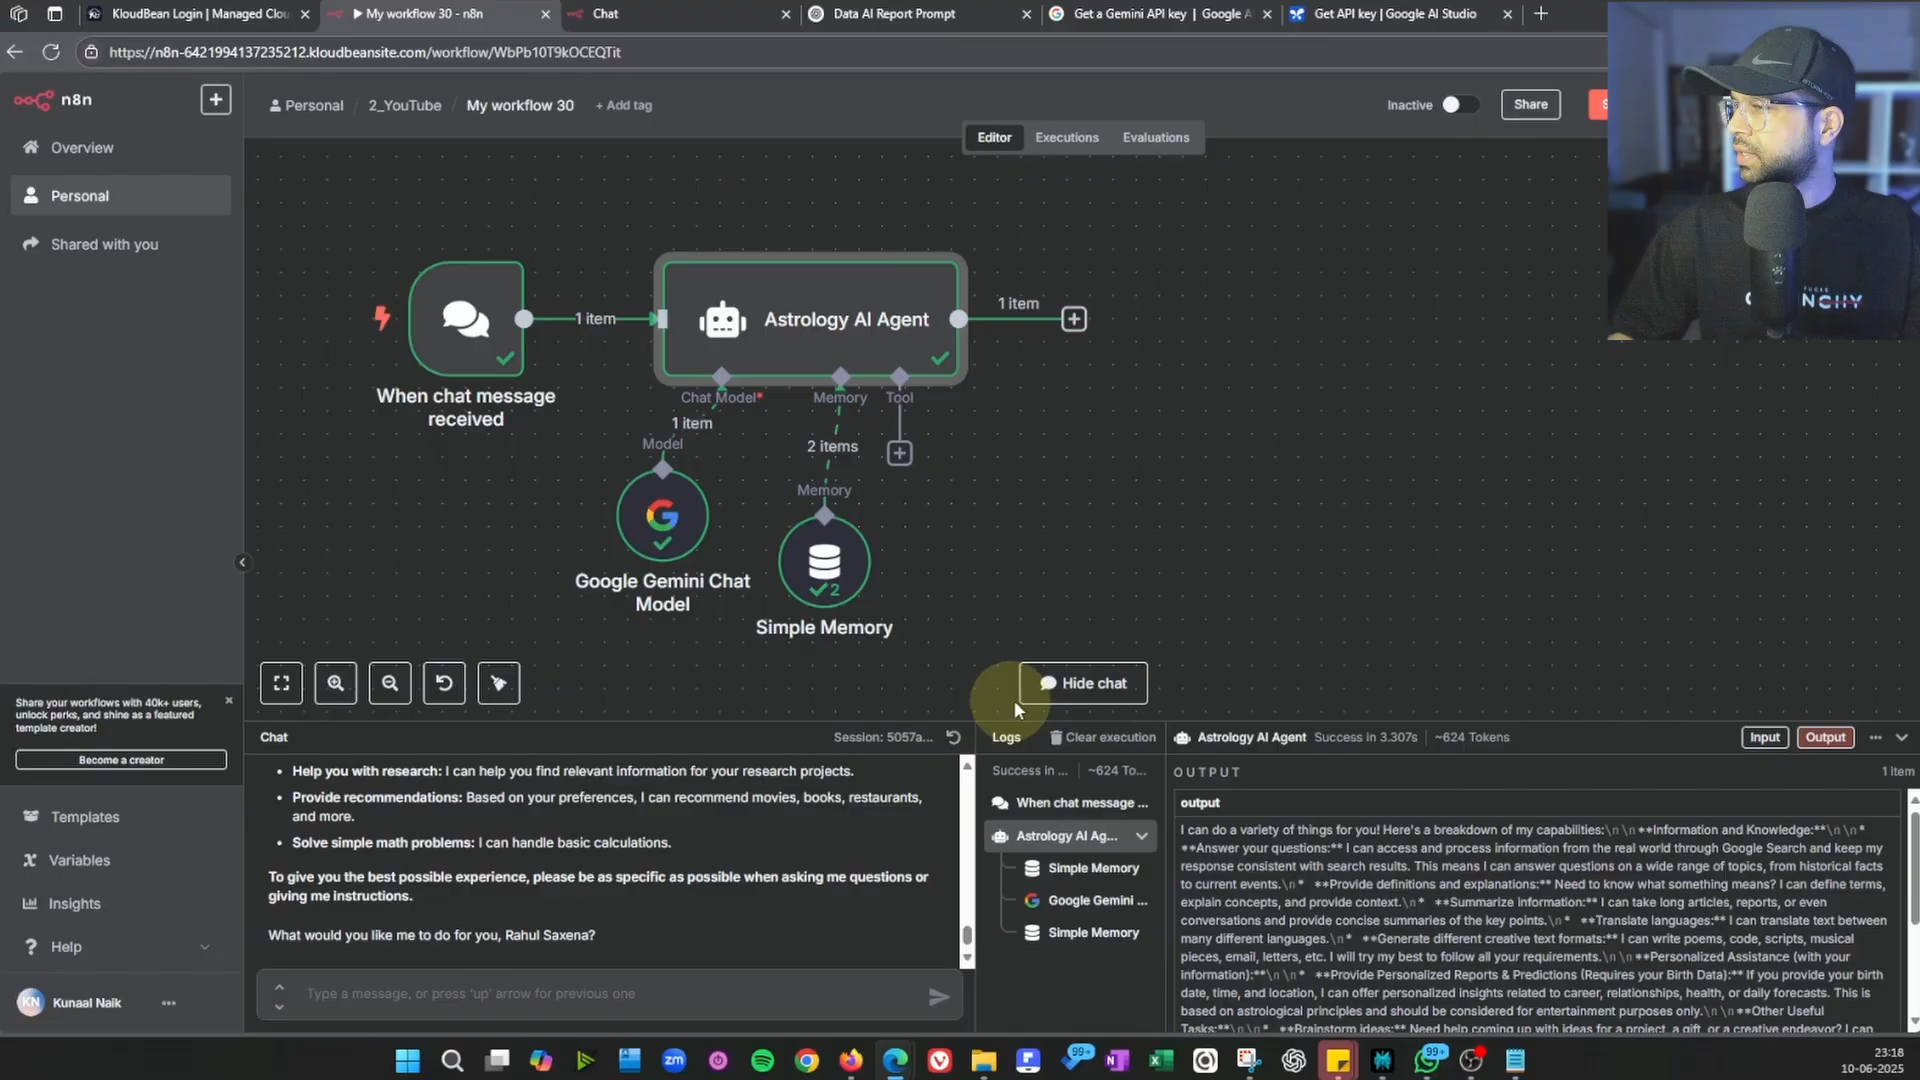 KloudBean Login | Managed Clou
My workflow 30 - n8n
Chat
Data AI Report Prompt
Get a Gemini API key | Google A
Get API key | Google AI Studio
https://n8n-6421994137235212.kloudbeansite.com/workflow/WbPb10T9kOCEQTit
n8n
Personal / 2_YouTube / My workflow 30 + Add tag
Inactive
Share
Editor
Executions
Evaluations
Overview
Personal
Shared with you
1 item
Astrology AI Agent
1 item
When chat message
received
Chat Model*
Memory
Tool
1 item
Model
2 items
Memory
Google Gemini Chat
Model
2
Simple Memory
Hide chat
Share your workflows with 40k+ users,
unlock perks, and shine as a featured
template creator!
Become a creator
Templates
Variables
Insights
Help
KN
Kunaal Naik
Chat
Session: 5057a...
Help you with research: I can help you find relevant information for your research projects.
Provide recommendations: Based on your preferences, I can recommend movies, books, restaurants,
and more.
Solve simple math problems: I can handle basic calculations.
To give you the best possible experience, please be as specific as possible when asking me questions or
giving me instructions.
What would you like me to do for you, Rahul Saxena?
Type a message, or press 'up' arrow for previous one
Logs
Clear execution
Success in ...
~624 To...
When chat message ...
Astrology AI Ag...
Simple Memory
Google Gemini ...
Simple Memory
Astrology AI Agent Success in 3.307s ~624 Tokens
Input
Output
OUTPUT
1 item
output
I can do a variety of things for you! Here's a breakdown of my capabilities:\n\n**Information and Knowledge:**\n\n*
**Answer your questions:** I can access and process information from the real world through Google Search and keep my
response consistent with search results. This means I can answer questions on a wide range of topics, from historical facts
to current events.\n* **Provide definitions and explanations:** Need to know what something means? I can define terms,
explain concepts, and provide context.\n* **Summarize information:** I can take long articles, reports, or even
conversations and provide concise summaries of the key points.\n* **Translate languages:** I can translate text between
many different languages.\n* **Generate different creative text formats:** I can write poems, code, scripts, musical
pieces, email, letters, etc. I will try my best to follow all your requirements.\n\n**Personalized Assistance (with your
information):**\n\n* **Provide Personalized Reports & Predictions (Requires your Birth Data):** If you provide your birth
date, time, and location, I can offer personalized insights related to career, relationships, health, or daily forecasts. This is
based on astrological principles and should be considered for entertainment purposes only.\n\n**Other Useful
Tasks:**\n\n* **Brainstorm ideas:** Need help coming up with ideas for a project, a gift, or a creative endeavor? I can
99+
99+
23:18
10-06-2025